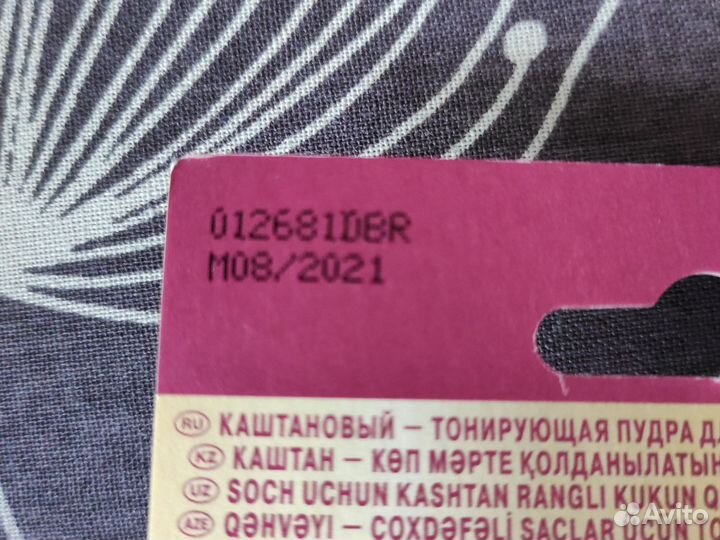 012681DBR
M08/2021
RU КАШТАНОВЫЙ — ТОНИРУЮЩАЯ ПУДРА
KZ КАШТАН — КӨП МӘРТЕ ҚОЛДАНЫЛАТЫН
UZ SOCH UCHUN KASHTAN RANGLI KUKUN
AZE QƏHVƏYI — ÇOXDƏFƏLİ SAÇLAR ÜÇÜN
Avito